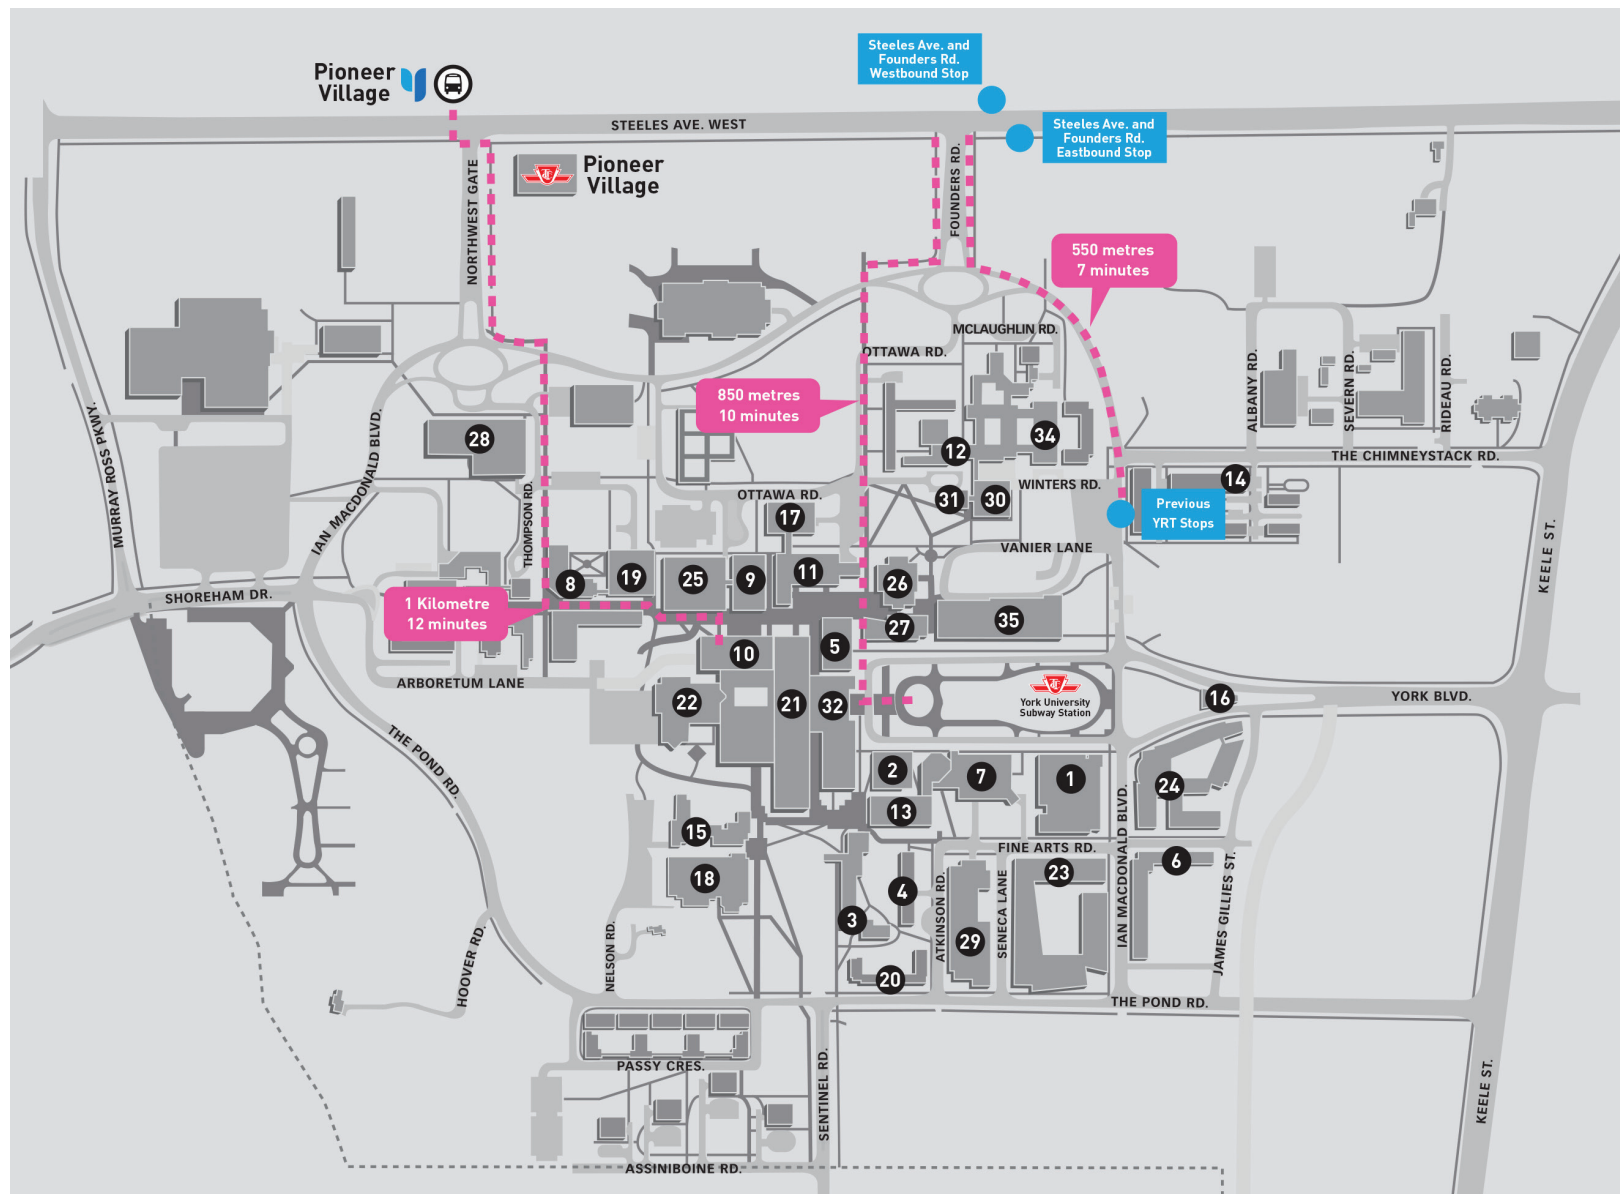 Steeles Ave. and
Founders Rd.
Westbound Stop
Pioneer
Village
STEELES AVE. WEST
Steeles Ave. and
Founders Rd.
Eastbound Stop
Pioneer
Village
NORTHWEST GATE
FOUNDERS RD.
550 metres
7 minutes
MCLAUGHLIN RD.
OTTAWA RD.
850 metres
10 minutes
ALBANY RD.
SEVERN RD.
RIDEAU RD.
MURRAY ROSS PKWY.
IAN MACDONALD BLVD.
28
12
34
THE CHIMNEYSTACK RD.
THOMPSON RD.
OTTAWA RD.
17
31
30
WINTERS RD.
14
Previous
YRT Stops
VANIER LANE
KEELE ST.
SHOREHAM DR.
8
19
25
9
11
26
1 Kilometre
12 minutes
27
35
10
5
ARBORETUM LANE
22
21
32
York University
Subway Station
16
YORK BLVD.
THE POND RD.
2
7
1
24
IAN MACDONALD BLVD.
13
15
FINE ARTS RD.
6
18
4
23
JAMES GILLIES ST.
3
ATKINSON RD.
29
SENECA LANE
HOOVER RD.
NELSON RD.
20
THE POND RD.
PASSY CRES.
SENTINEL RD.
KEELE ST.
ASSINIBOINE RD.